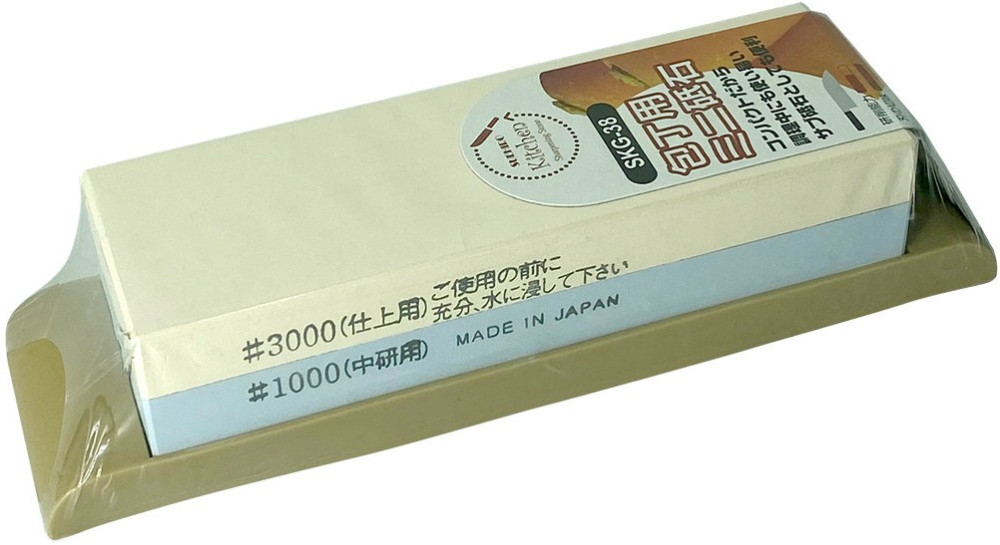 SKG-38
包丁用
ミニ砥石
コンパクトだから
調理中にも使い易い
サブ砥石としても便利
SUEHIRO
Kitchen
Sharpening Stone
ご使用の前に
充分、水に浸して下さい
#3000(仕上用)
#1000(中研用)
MADE IN JAPAN